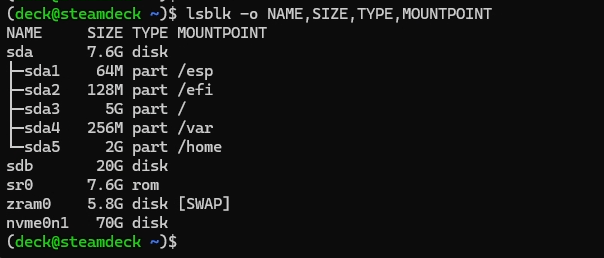 (deck@steamdeck ~)$ lsblk -o NAME,SIZE,TYPE,MOUNTPOINT
NAME     SIZE TYPE MOUNTPOINT
sda      7.6G disk
├─sda1    64M part /esp
├─sda2   128M part /efi
├─sda3     5G part /
├─sda4   256M part /var
└─sda5     2G part /home
sdb       20G disk
sr0      7.6G rom
zram0    5.8G disk [SWAP]
nvme0n1   70G disk
(deck@steamdeck ~)$